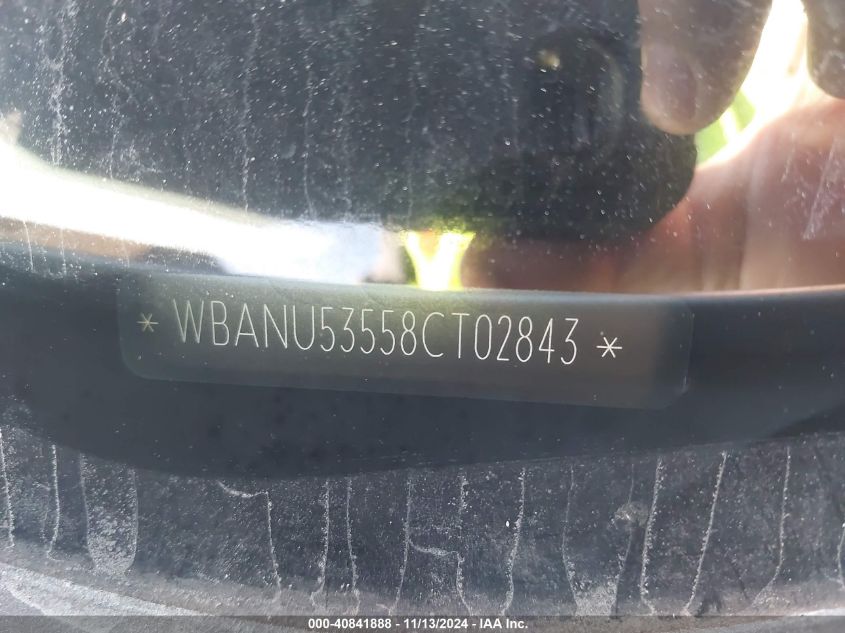 * WBANU53558CT02843 *
000-40841888 - 11/13/2024 - IAA Inc.